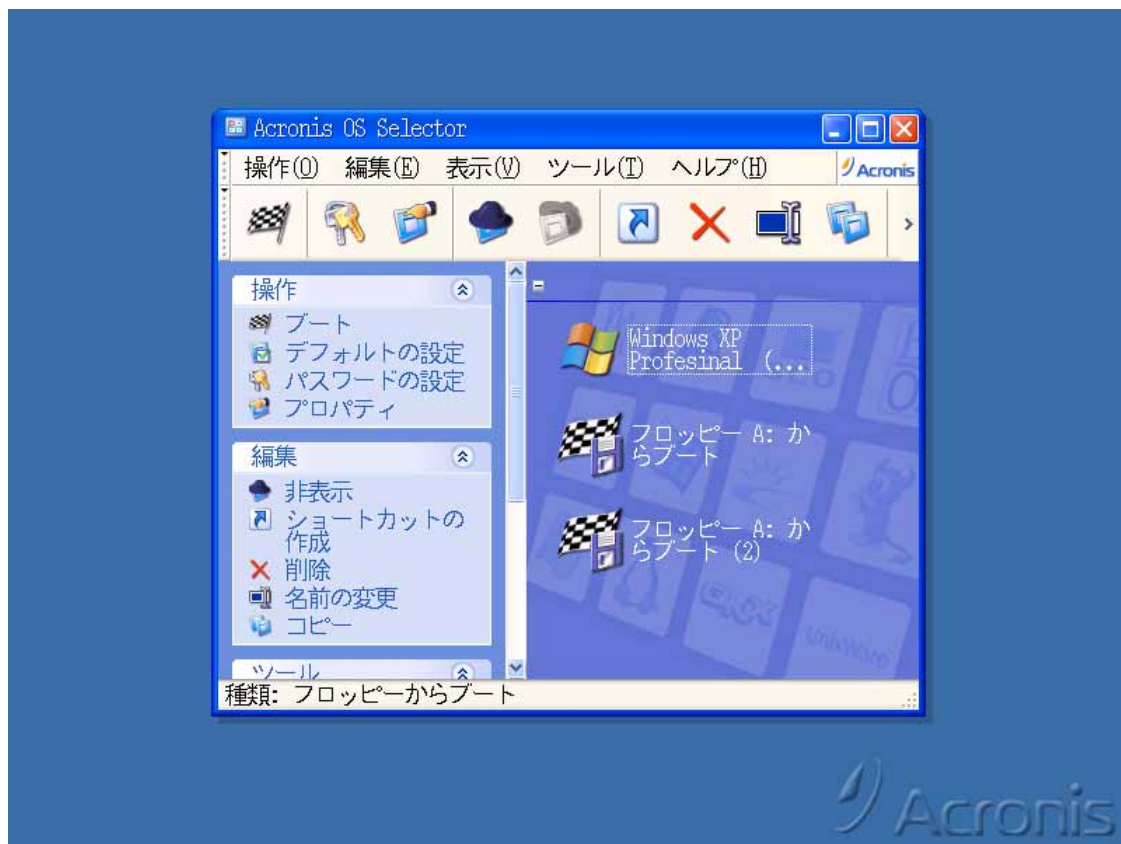 Acronis OS Selector
操作(O) 編集(E) 表示(V) ツール(T) ヘルプ(H) Acronis
操作
ブート
デフォルトの設定
パスワードの設定
プロパティ
編集
非表示
ショートカットの
作成
削除
名前の変更
コピー
ツール
Windows XP
Profesinal (...
フロッピー A: か
らブート
フロッピー A: か
らブート (2)
QNX
UnixWare
種類: フロッピーからブート
Acronis